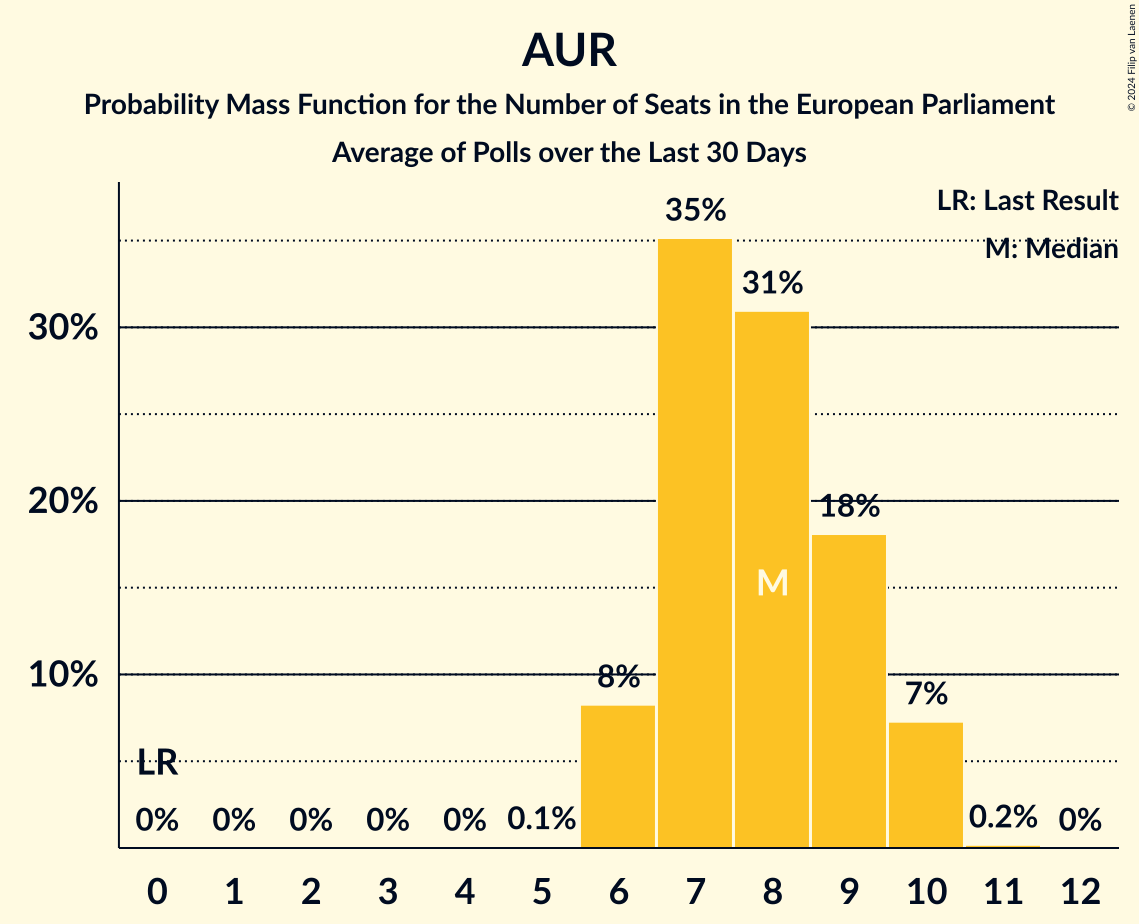 AUR
Probability Mass Function for the Number of Seats in the European Parliament
Average of Polls over the Last 30 Days
© 2024 Filip van Laenen
LR: Last Result
M: Median
30%
20%
10%
LR
0% 0% 0% 0% 0% 0.1% 8% 35% 31% 18% 7% 0.2% 0%
M
0 1 2 3 4 5 6 7 8 9 10 11 12